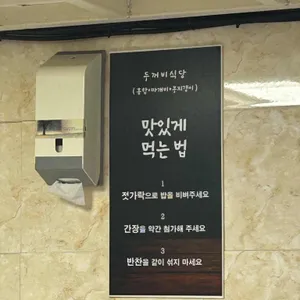 두꺼비식당
맛있게
먹는 법
1
젓가락으로 밥을 비벼주세요
2
간장을 약간 첨가해 주세요
3
반찬을 같이 섞지 마세요